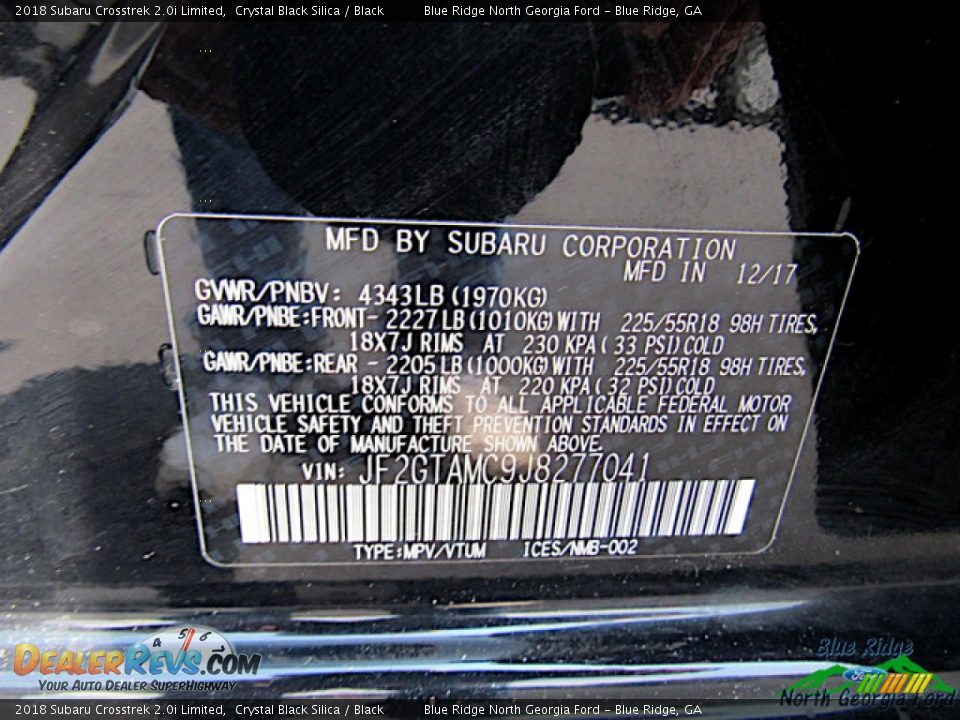 2018 Subaru Crosstrek 2.0i Limited,  Crystal Black Silica / Black          Blue Ridge North Georgia Ford - Blue Ridge, GA
MFD BY SUBARU CORPORATION
MFD IN 12/17
GVWR/PNBV: 4343LB (1970KG)
GAWR/PNBE:FRONT- 2227LB (1010KG) WITH 225/55R18 98H TIRES,
18X7J RIMS AT 230 KPA ( 33 PSI) COLD
GAWR/PNBE:REAR - 2205LB (1000KG) WITH 225/55R18 98H TIRES,
18X7J RIMS AT 220 KPA ( 32 PSI) COLD
THIS VEHICLE CONFORMS TO ALL APPLICABLE FEDERAL MOTOR
VEHICLE SAFETY AND THEFT PREVENTION STANDARDS IN EFFECT ON
THE DATE OF MANUFACTURE SHOWN ABOVE.
VIN: JF2GTAMC9J8277041
TYPE:MPV/VTUM ICES/NMB-002
4 5 6
DEALERREVS.COM
YOUR AUTO DEALER SUPERHIGHWAY
Blue Ridge
Ford
North Georgia Ford
2018 Subaru Crosstrek 2.0i Limited,  Crystal Black Silica / Black          Blue Ridge North Georgia Ford - Blue Ridge, GA